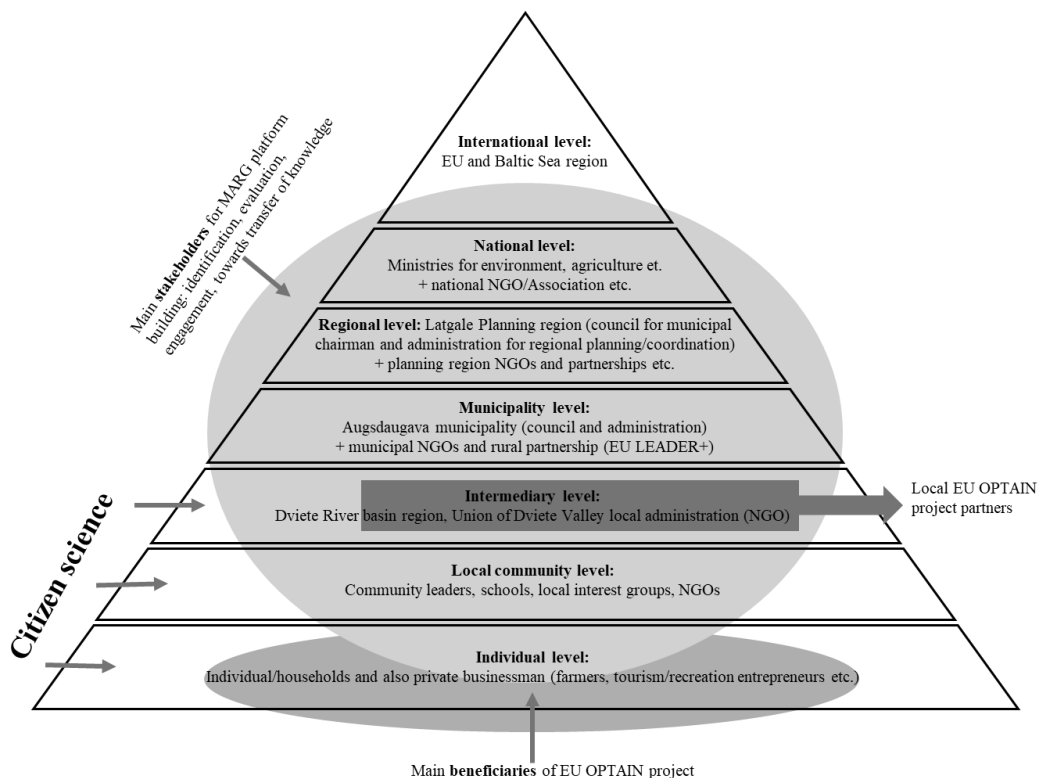 International level:
EU and Baltic Sea region
Main stakeholders for MARG platform
building: identification, evaluation,
engagement, towards transfer of knowledge
National level:
Ministries for environment, agriculture et.
+ national NGO/Association etc.
Regional level: Latgale Planning region (council for municipal
chairman and administration for regional planning/coordination)
+ planning region NGOs and partnerships etc.
Municipality level:
Augsdaugava municipality (council and administration)
+ municipal NGOs and rural partnership (EU LEADER+)
Citizen science
Intermediary level:
Dviete River basin region, Union of Dviete Valley local administration (NGO)
Local EU OPTAIN
project partners
Local community level:
Community leaders, schools, local interest groups, NGOs
Individual level:
Individual/households and also private businessman (farmers, tourism/recreation entrepreneurs etc.)
Main beneficiaries of EU OPTAIN project